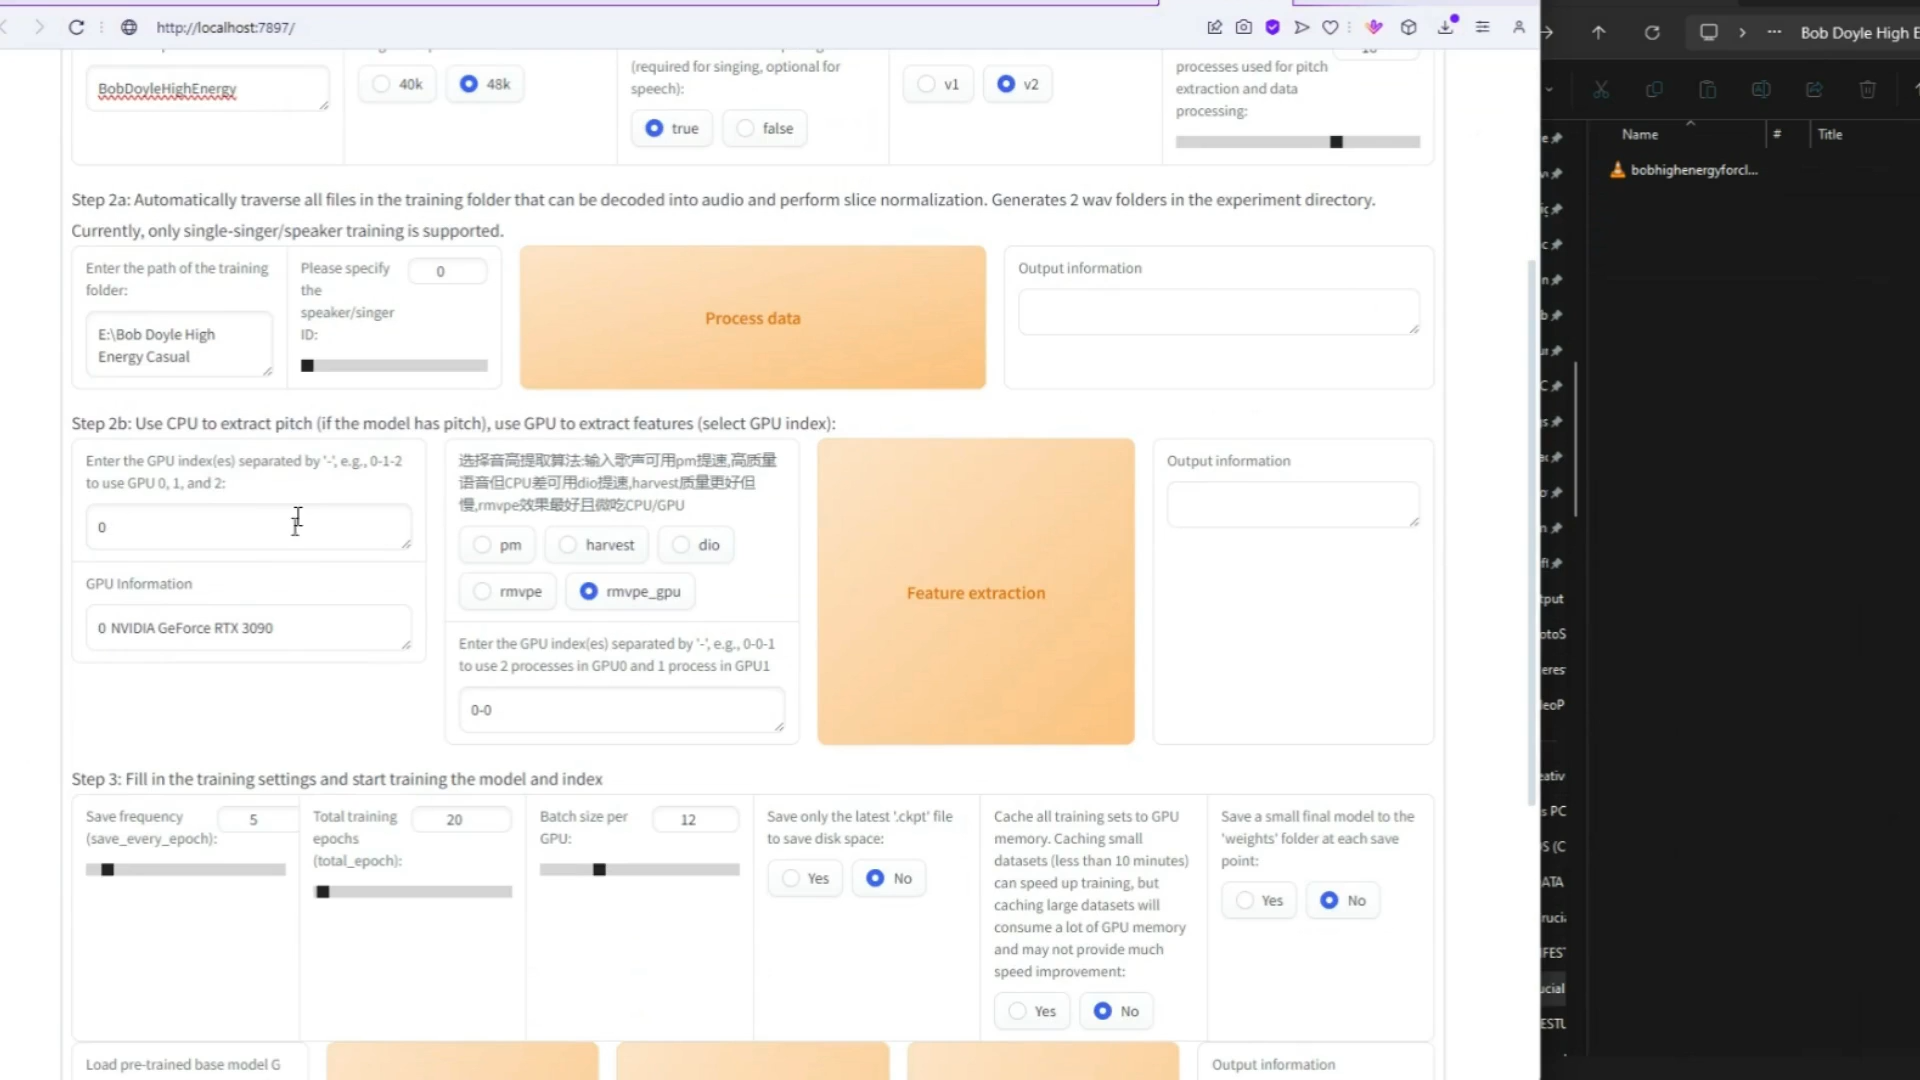 http://localhost:7897/
Bob Doyle High E
BobDoyleHighEnergy
40k
48k
(required for singing, optional for
speech):
true
false
v1
v2
processes used for pitch
extraction and data
processing:
Name
#
Title
bobhighenergyforcl...
Step 2a: Automatically traverse all files in the training folder that can be decoded into audio and perform slice normalization. Generates 2 wav folders in the experiment directory.
Currently, only single-singer/speaker training is supported.
Enter the path of the training
folder:
E:\Bob Doyle High
Energy Casual
Please specify
the
speaker/singer
ID:
0
Process data
Output information
Step 2b: Use CPU to extract pitch (if the model has pitch), use GPU to extract features (select GPU index):
Enter the GPU index(es) separated by '-', e.g., 0-1-2
to use GPU 0, 1, and 2:
0
GPU Information
0 NVIDIA GeForce RTX 3090
选择音高提取算法:输入歌声可用pm提速,高质量
语音但CPU差可用dio提速,harvest质量更好但
慢,rmvpe效果最好且微吃CPU/GPU
pm
harvest
dio
rmvpe
rmvpe_gpu
Enter the GPU index(es) separated by '-', e.g., 0-0-1
to use 2 processes in GPU0 and 1 process in GPU1
0-0
Feature extraction
Output information
Step 3: Fill in the training settings and start training the model and index
Save frequency
(save_every_epoch):
5
Total training
epochs
(total_epoch):
20
Batch size per
GPU:
12
Save only the latest '.ckpt' file
to save disk space:
Yes
No
Cache all training sets to GPU
memory. Caching small
datasets (less than 10 minutes)
can speed up training, but
caching large datasets will
consume a lot of GPU memory
and may not provide much
speed improvement:
Yes
No
Save a small final model to the
'weights' folder at each save
point:
Yes
No
Load pre-trained base model G
Output information